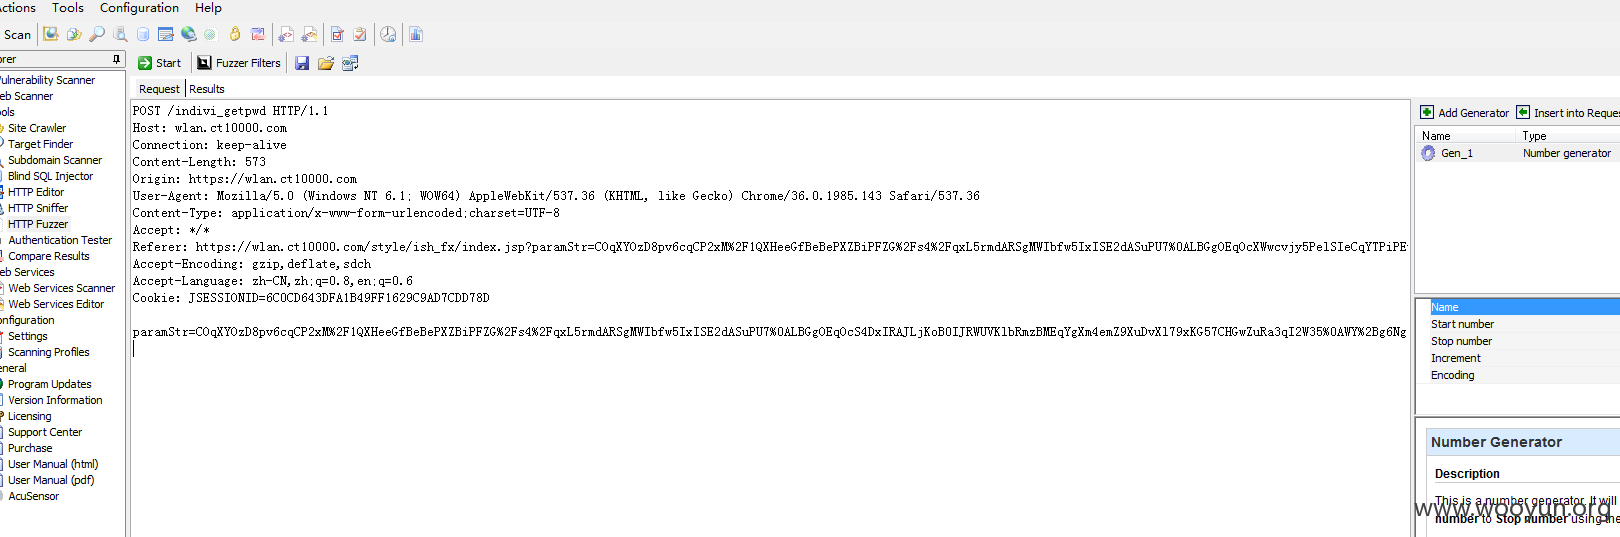 Actions Tools Configuration Help
Scan
orer
Vulnerability Scanner
eb Scanner
ools
Site Crawler
Target Finder
Subdomain Scanner
Blind SQL Injector
HTTP Editor
HTTP Sniffer
HTTP Fuzzer
Authentication Tester
Compare Results
eb Services
Web Services Scanner
Web Services Editor
onfiguration
Settings
Scanning Profiles
eneral
Program Updates
Version Information
Licensing
Support Center
Purchase
User Manual (html)
User Manual (pdf)
AcuSensor
Start Fuzzer Filters
Request Results
POST /indivi_getpwd HTTP/1.1
Host: wlan.ct10000.com
Connection: keep-alive
Content-Length: 573
Origin: https://wlan.ct10000.com
User-Agent: Mozilla/5.0 (Windows NT 6.1; WOW64) AppleWebKit/537.36 (KHTML, like Gecko) Chrome/36.0.1985.143 Safari/537.36
Content-Type: application/x-www-form-urlencoded;charset=UTF-8
Accept: */*
Referer: https://wlan.ct10000.com/style/ish_fx/index.jsp?paramStr=COqXYOzD8pv6cqCP2xM%2F1QXHeeGfBeBePXZBiPFZG%2Fs4%2FqxL5rmdARSgMWIbfw5IxISE2dASuPU7%0ALBGgOEqOcXWwcvjy5PelSIeCqYTPiPE
Accept-Encoding: gzip,deflate,sdch
Accept-Language: zh-CN,zh;q=0.8,en;q=0.6
Cookie: JSESSIONID=6C0CD643DFA1B49FF1629C9AD7CDD78D
paramStr=COqXYOzD8pv6cqCP2xM%2F1QXHeeGfBeBePXZBiPFZG%2Fs4%2FqxL5rmdARSgMWIbfw5IxISE2dASuPU7%0ALBGgOEqOcS4DxIRAJLjKoB0IJRWUVKlbRmzBMEqYgXm4emZ9XuDvXl79xKG57CHGwZuRa3qI2W35%0AWY%2Bg6Ng
Add Generator Insert into Reques
Name Type
Gen_1 Number generator
Name
Start number
Stop number
Increment
Encoding
Number Generator
Description
This is a number generator. It will
number to Stop number using the
www.wooyun.org